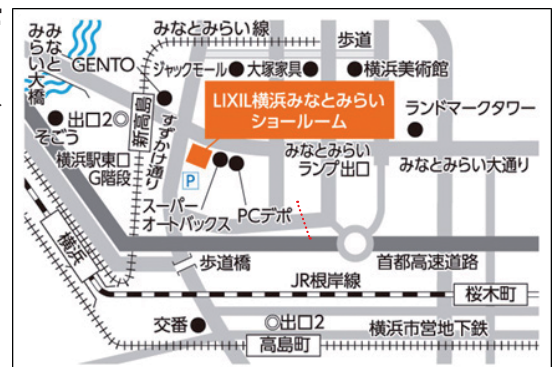 みなとみらい線
歩道
みなと
みらい大橋
GENTO
ジャックモール
大塚家具
横浜美術館
LIXIL横浜みなとみらい
ショールーム
ランドマークタワー
出口2
そごう
新高島
すずかけ通り
横浜駅東口
G階段
P
みなとみらい
ランプ出口
みなとみらい大通り
スーパー
オートバックス
PCデポ
横浜
歩道橋
首都高速道路
JR根岸線
桜木町
交番
出口2
横浜市営地下鉄
高島町